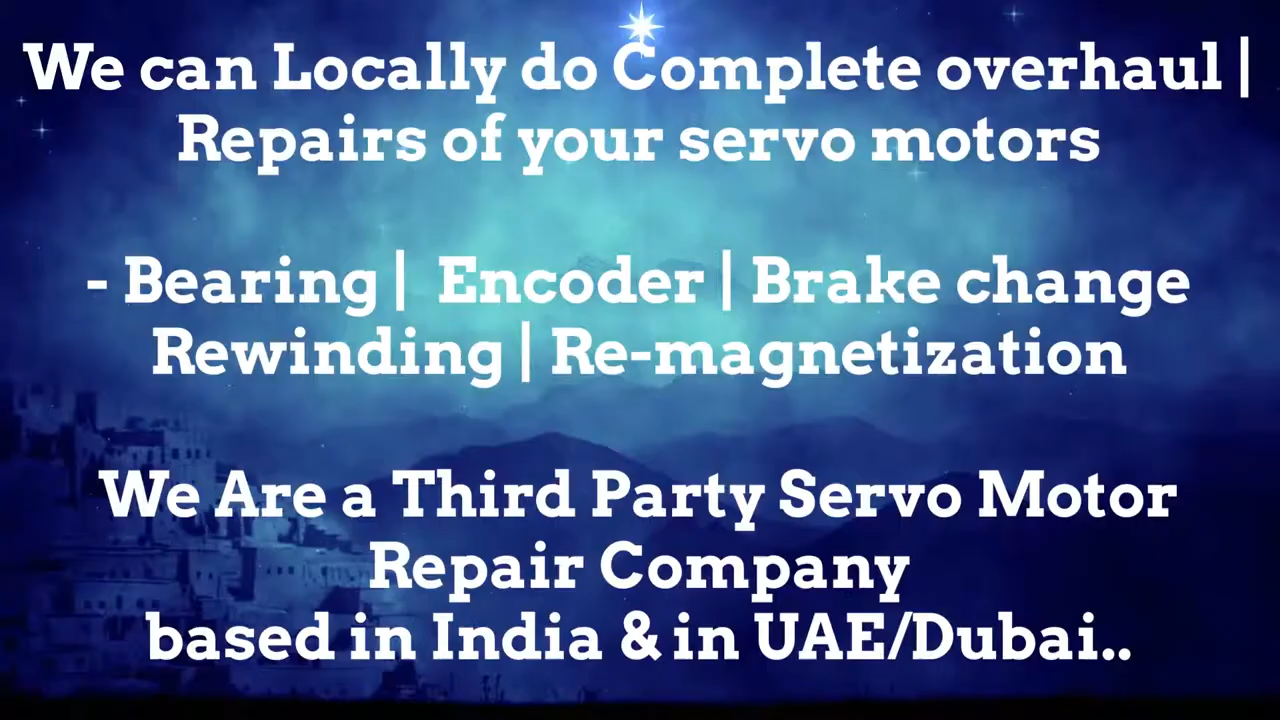 We can Locally do Complete overhaul |
Repairs of your servo motors
- Bearing | Encoder | Brake change
Rewinding | Re-magnetization
We Are a Third Party Servo Motor
Repair Company
based in India & in UAE/Dubai..